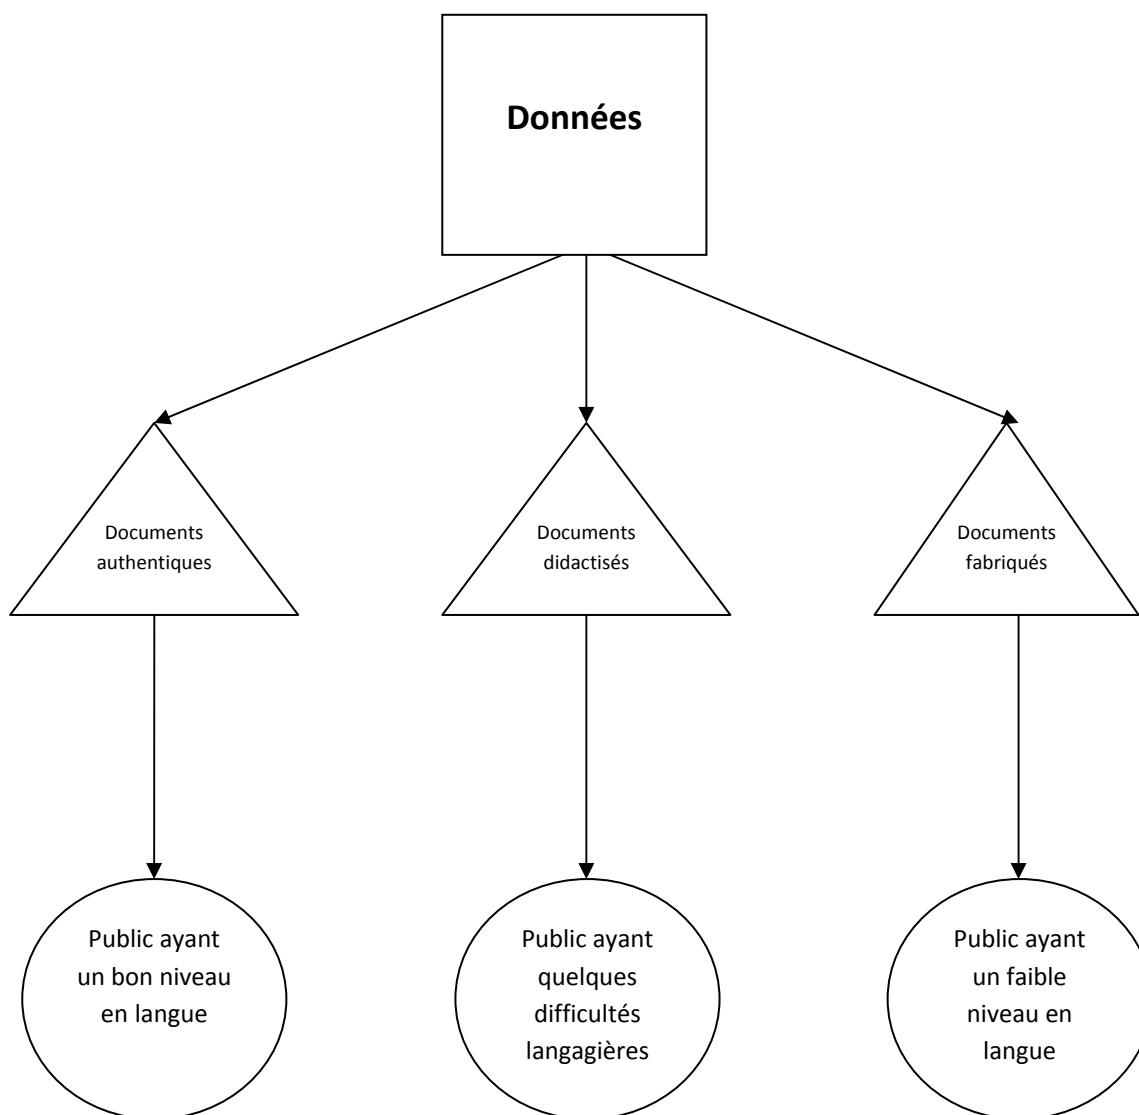 Données
Documents
authentiques
Documents
didactisés
Documents
fabriqués
Public ayant
un bon niveau
en langue
Public ayant
quelques
difficultés
langagières
Public ayant
un faible
niveau en
langue